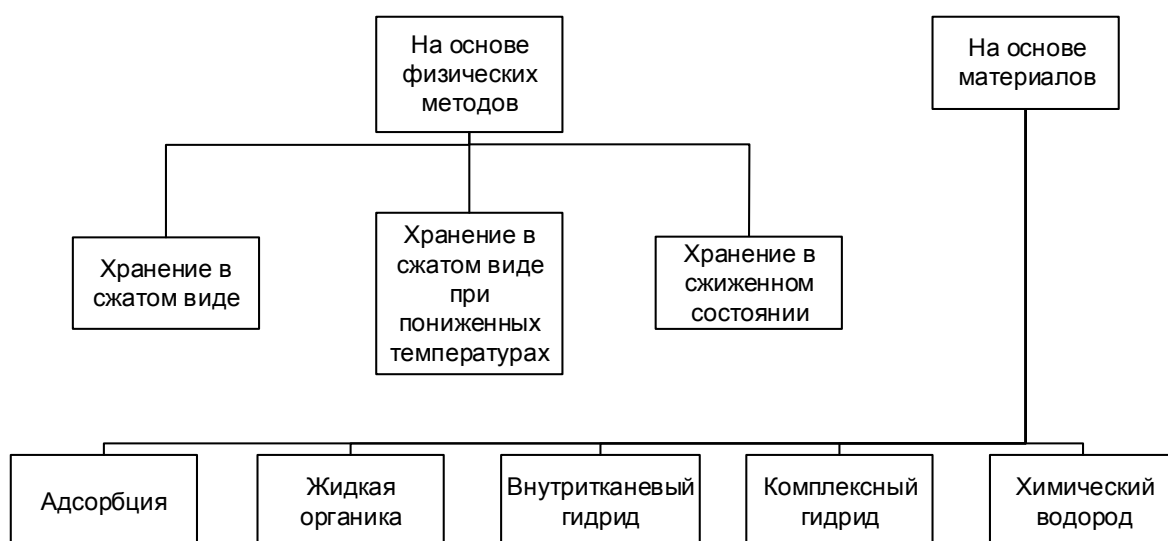 На основе
физических
методов
На основе
материалов
Хранение в
сжатом виде
Хранение в
сжатом виде
при
пониженных
температурах
Хранение в
сжиженном
состоянии
Адсорбция
Жидкая
органика
Внутритканевый
гидрид
Комплексный
гидрид
Химический
водород